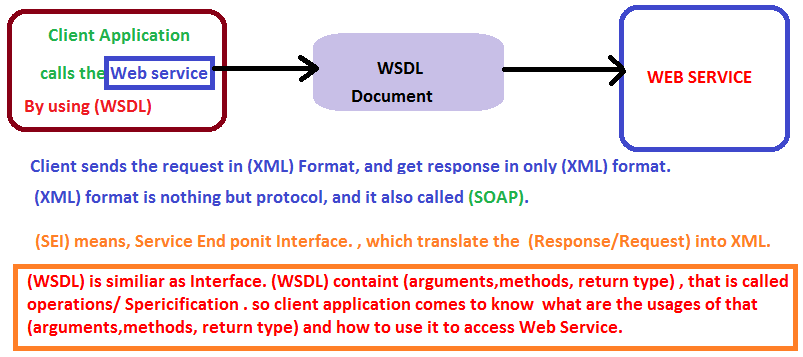 Client Application
calls the Web service
By using (WSDL)
WSDL
Document
WEB SERVICE
Client sends the request in (XML) Format, and get response in only (XML) format.
(XML) format is nothing but protocol, and it also called (SOAP).
(SEI) means, Service End ponit Interface. , which translate the (Response/Request) into XML.
(WSDL) is similiar as Interface. (WSDL) containt (arguments,methods, return type) , that is called
operations/ Spericification . so client application comes to know what are the usages of that
(arguments,methods, return type) and how to use it to access Web Service.